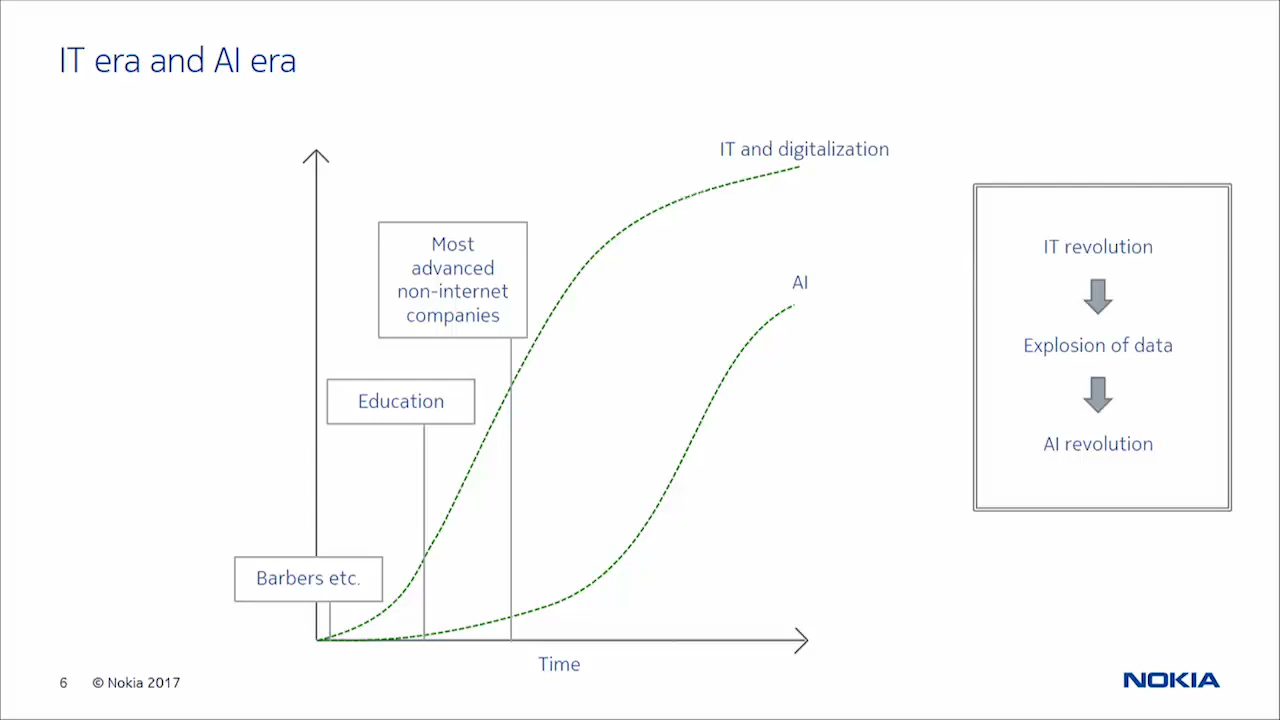 IT era and AI era
IT and digitalization
AI
Most
advanced
non-internet
companies
Education
Barbers etc.
Time
IT revolution
Explosion of data
AI revolution
6
© Nokia 2017
NOKIA